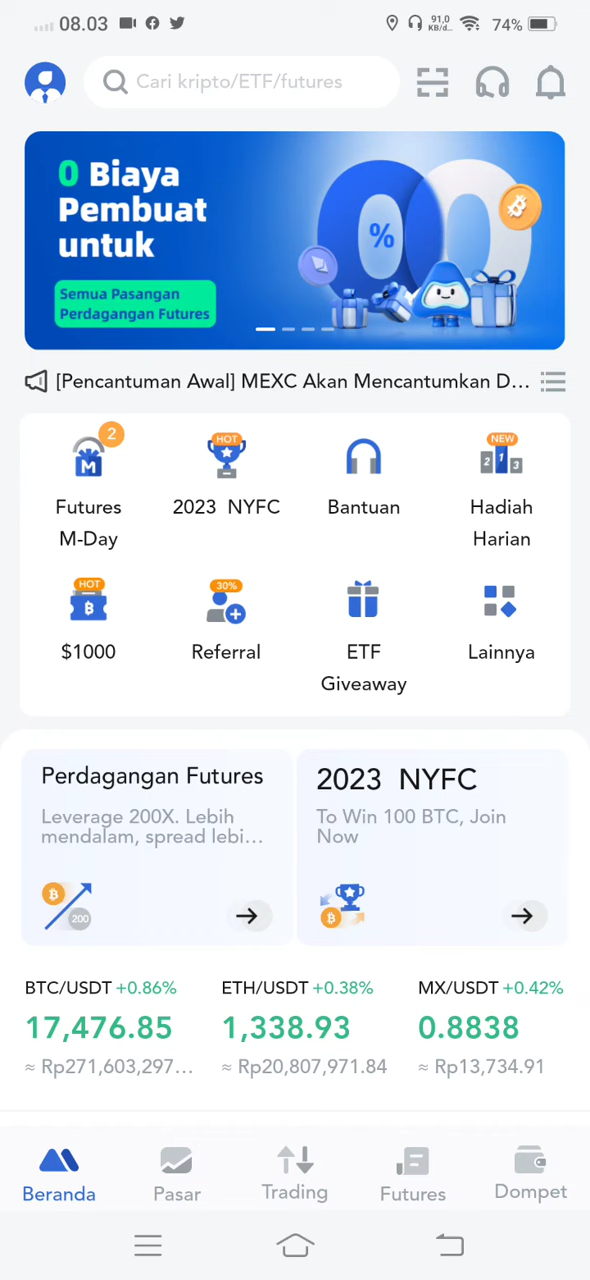 08.03
91,0
KB/d...
74%
Cari kripto/ETF/futures
0 Biaya
Pembuat
untuk
Semua Pasangan
Perdagangan Futures
%
[Pencantuman Awal] MEXC Akan Mencantumkan D...
2
M
HOT
NEW
2 1 3
Futures
M-Day
2023 NYFC
Bantuan
Hadiah
Harian
HOT
30%
$1000
Referral
ETF
Giveaway
Lainnya
Perdagangan Futures
Leverage 200X. Lebih
mendalam, spread lebi...
200
2023 NYFC
To Win 100 BTC, Join
Now
BTC/USDT +0.86%
17,476.85
≈ Rp271,603,297...
ETH/USDT +0.38%
1,338.93
≈ Rp20,807,971.84
MX/USDT +0.42%
0.8838
≈ Rp13,734.91
Beranda
Pasar
Trading
Futures
Dompet